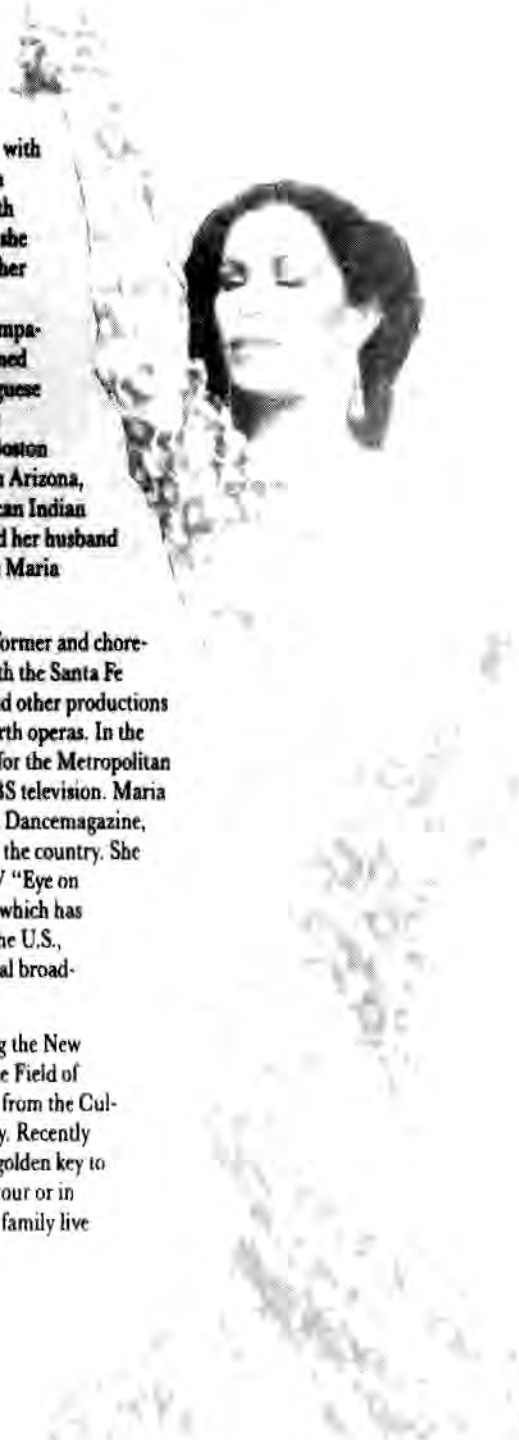 with
th
she
her
mpa-
ned
guese
Boston
Arizona,
can Indian
d her husband
Maria
former and chore-
th the Santa Fe
d other productions
rth operas. In the
for the Metropolitan
BS television. Maria
Dancemagazine,
the country. She
V "Eye on
which has
he U.S.,
al broad-
g the New
e Field of
from the Cul-
y. Recently
golden key to
our or in
family live